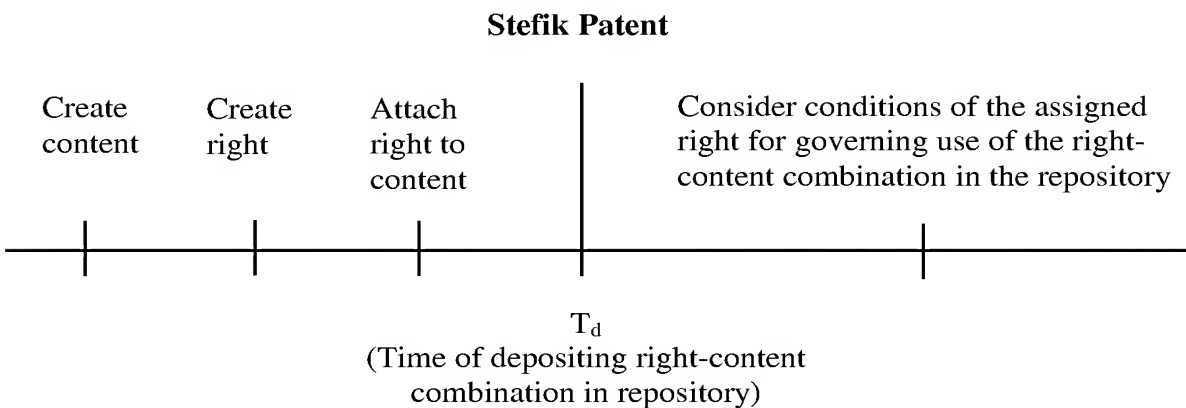 Stefik Patent
Create
content
Create
right
Attach
right to
content
Consider conditions of the assigned
right for governing use of the right-
content combination in the repository
Td
(Time of depositing right-content
combination in repository)